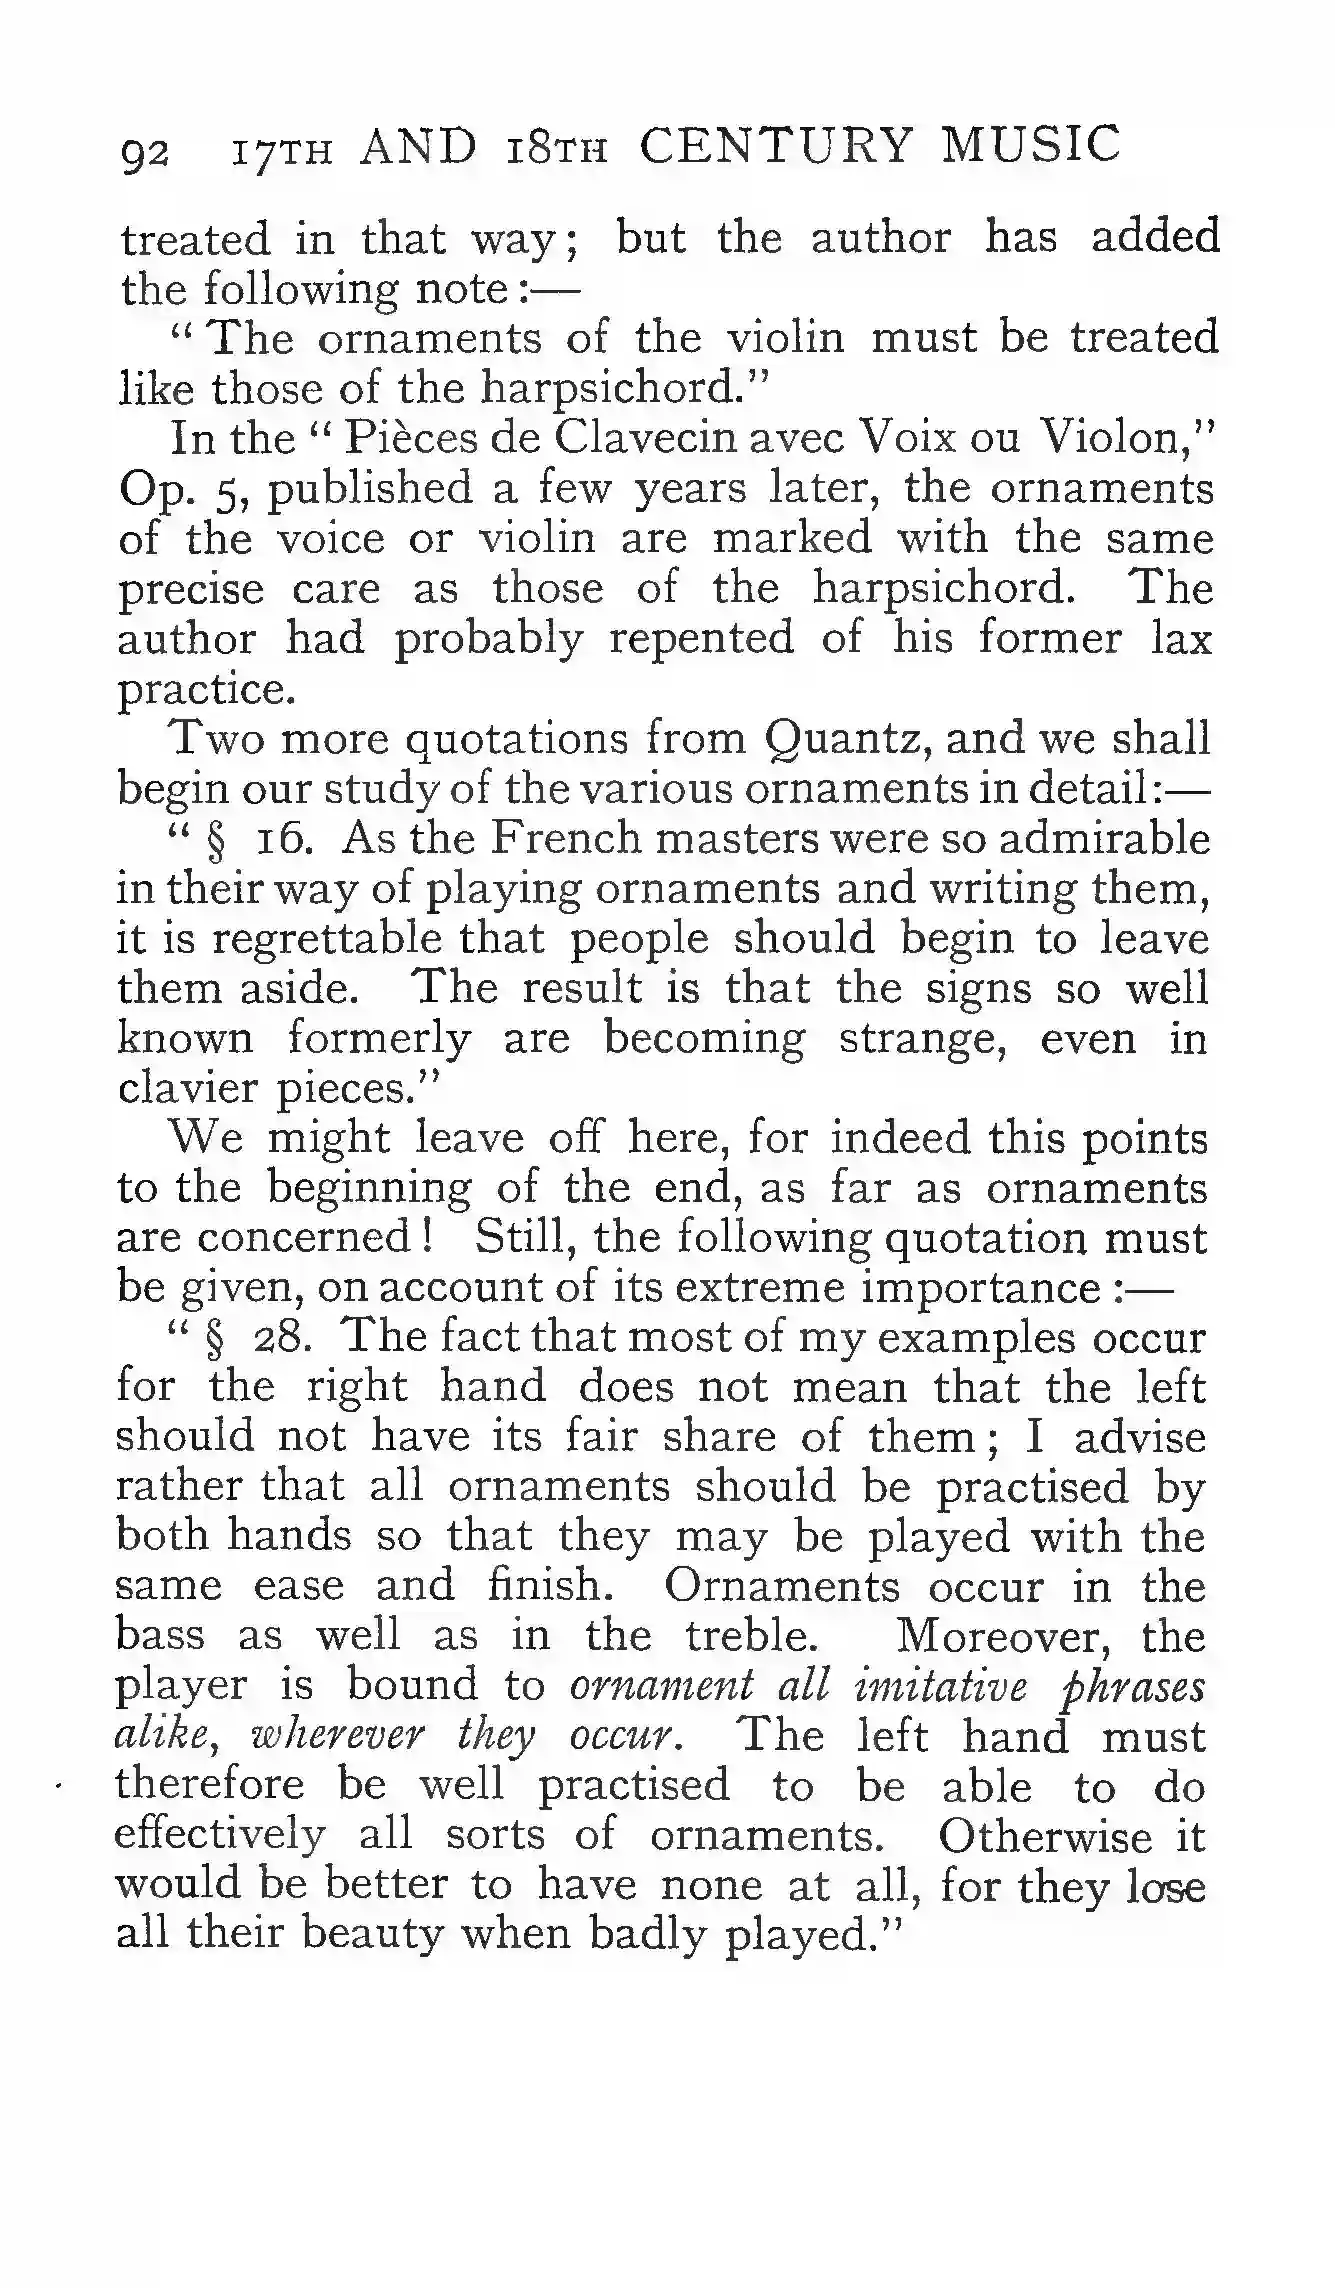 92 17TH AND 18TH CENTURY MUSIC
treated in that way; but the author has added
the following note:—
“ The ornaments of the violin must be treated
like those of the harpsichord.”
In the “ Pièces de Clavecin avec Voix ou Violon,”
Op. 5, published a few years later, the ornaments
of the voice or violin are marked with the same
precise care as those of the harpsichord. The
author had probably repented of his former lax
practice.
Two more quotations from Quantz, and we shall
begin our study of the various ornaments in detail:—
“ § 16. As the French masters were so admirable
in their way of playing ornaments and writing them,
it is regrettable that people should begin to leave
them aside. The result is that the signs so well
known formerly are becoming strange, even in
clavier pieces.”
We might leave off here, for indeed this points
to the beginning of the end, as far as ornaments
are concerned! Still, the following quotation must
be given, on account of its extreme importance:—
“ § 28. The fact that most of my examples occur
for the right hand does not mean that the left
should not have its fair share of them; I advise
rather that all ornaments should be practised by
both hands so that they may be played with the
same ease and finish. Ornaments occur in the
bass as well as in the treble. Moreover, the
player is bound to ornament all imitative phrases
alike, wherever they occur. The left hand must
therefore be well practised to be able to do
effectively all sorts of ornaments. Otherwise it
would be better to have none at all, for they lose
all their beauty when badly played.”